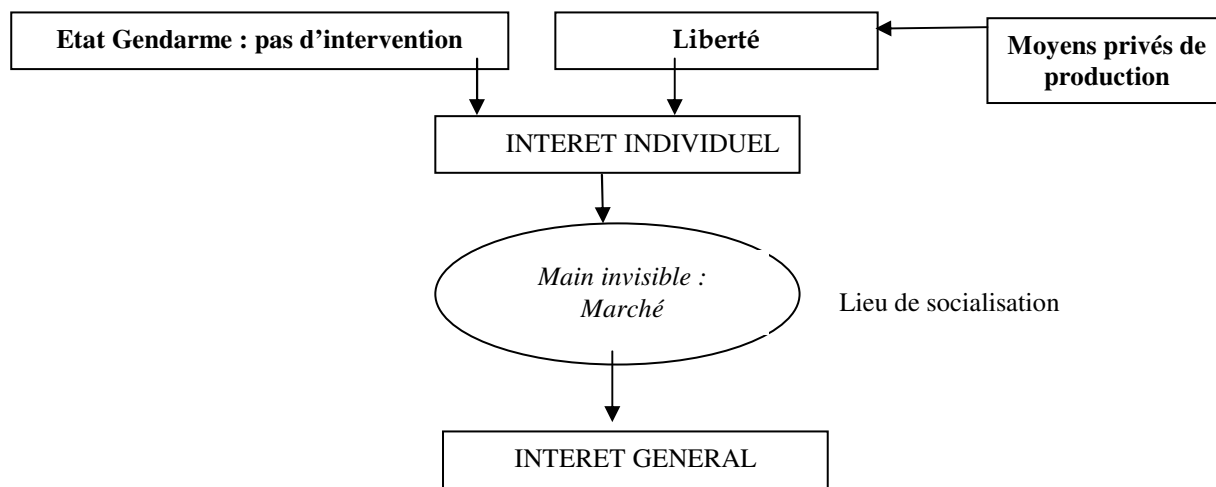 Etat Gendarme : pas d’intervention
Liberté
Moyens privés de
production
INTERET INDIVIDUEL
Main invisible :
Marché
Lieu de socialisation
INTERET GENERAL